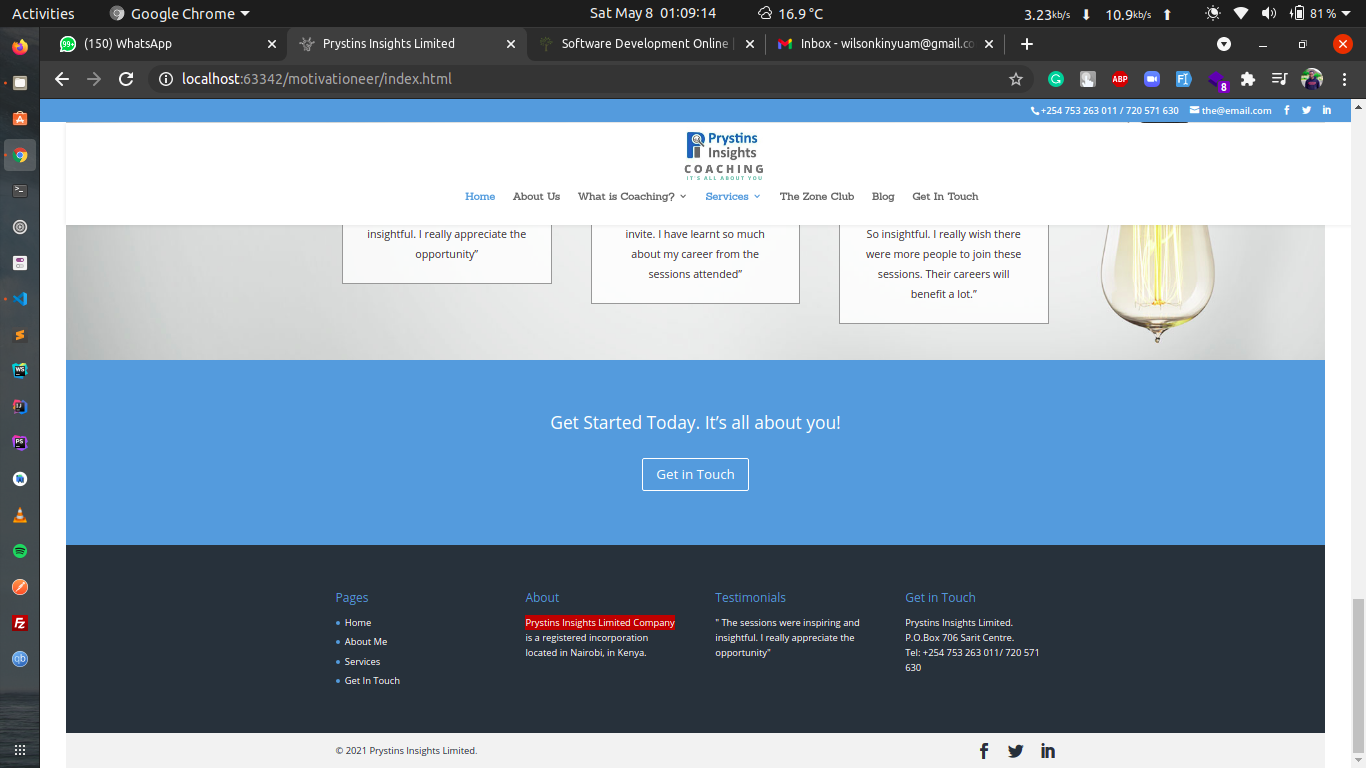 Activities Google Chrome Sat May 8 01:09:14 16.9 °C 3.23kb/s 10.9kb/s 81 %
99+ (150) WhatsApp Prystins Insights Limited Software Development Online | Inbox - wilsonkinyuam@gmail.co
localhost:63342/motivationeer/index.html ABP 8
+254 753 263 011 / 720 571 630 the@email.com
Prystins
Insights
COACHING
IT'S ALL ABOUT YOU
Home About Us What is Coaching? Services The Zone Club Blog Get In Touch
insightful. I really appreciate the
opportunity”
invite. I have learnt so much
about my career from the
sessions attended”
So insightful. I really wish there
were more people to join these
sessions. Their careers will
benefit a lot.”
Get Started Today. It’s all about you!
Get in Touch
Pages
Home
About Me
Services
Get In Touch
About
Prystins Insights Limited Company
is a registered incorporation
located in Nairobi, in Kenya.
Testimonials
" The sessions were inspiring and
insightful. I really appreciate the
opportunity"
Get in Touch
Prystins Insights Limited.
P.O.Box 706 Sarit Centre.
Tel: +254 753 263 011/ 720 571
630
© 2021 Prystins Insights Limited.